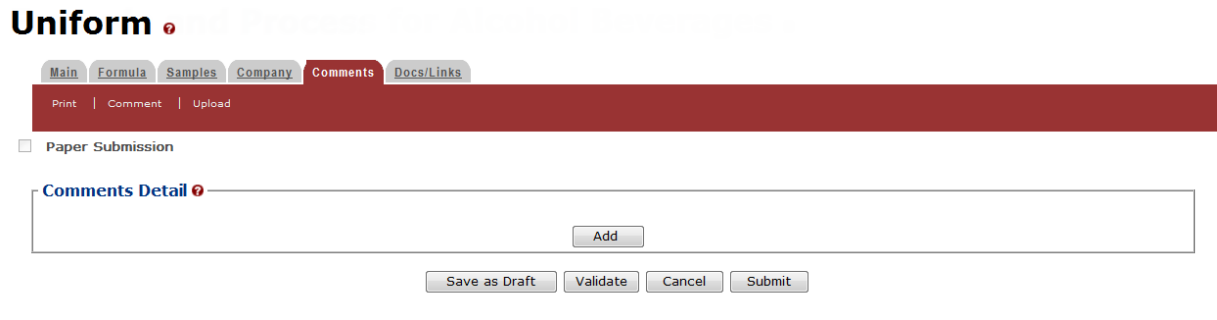 Uniform
Main Formula Samples Company Comments Docs/Links
Print | Comment | Upload
Paper Submission
Comments Detail
Add
Save as Draft Validate Cancel Submit